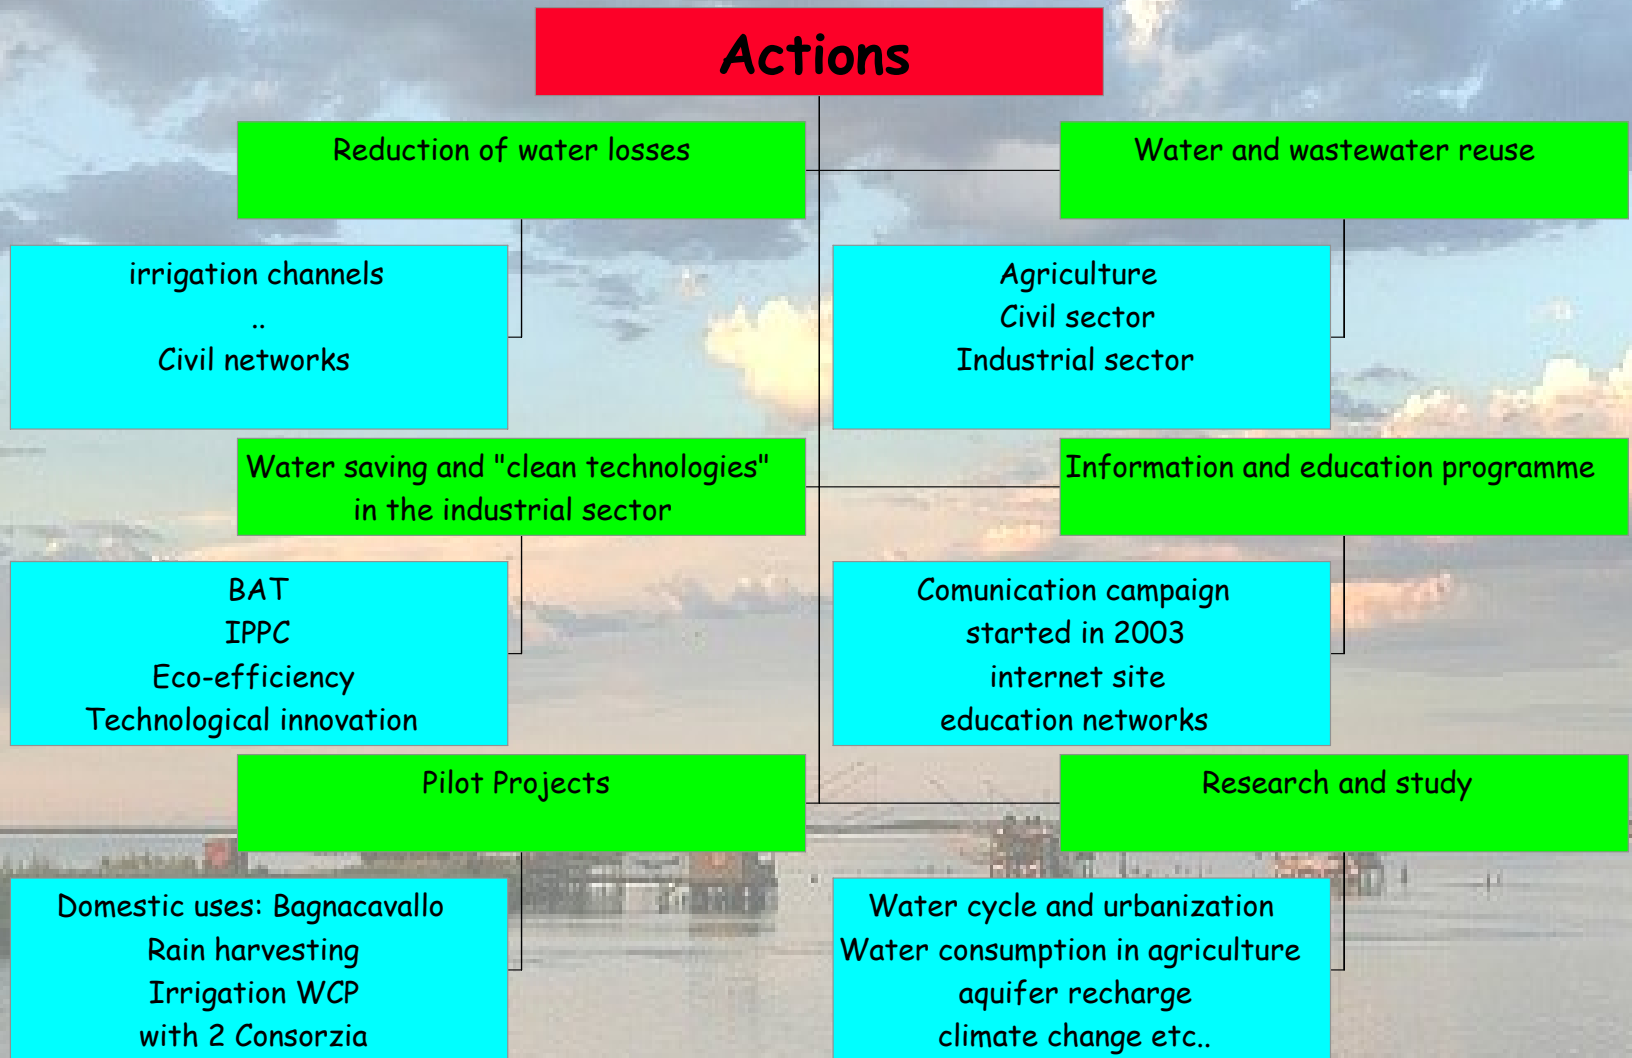 Actions
Reduction of water losses
Water and wastewater reuse
irrigation channels
..
Civil networks
Agriculture
Civil sector
Industrial sector
Water saving and "clean technologies"
in the industrial sector
Information and education programme
BAT
IPPC
Eco-efficiency
Technological innovation
Comunication campaign
started in 2003
internet site
education networks
Pilot Projects
Research and study
Domestic uses: Bagnacavallo
Rain harvesting
Irrigation WCP
with 2 Consorzia
Water cycle and urbanization
Water consumption in agriculture
aquifer recharge
climate change etc..